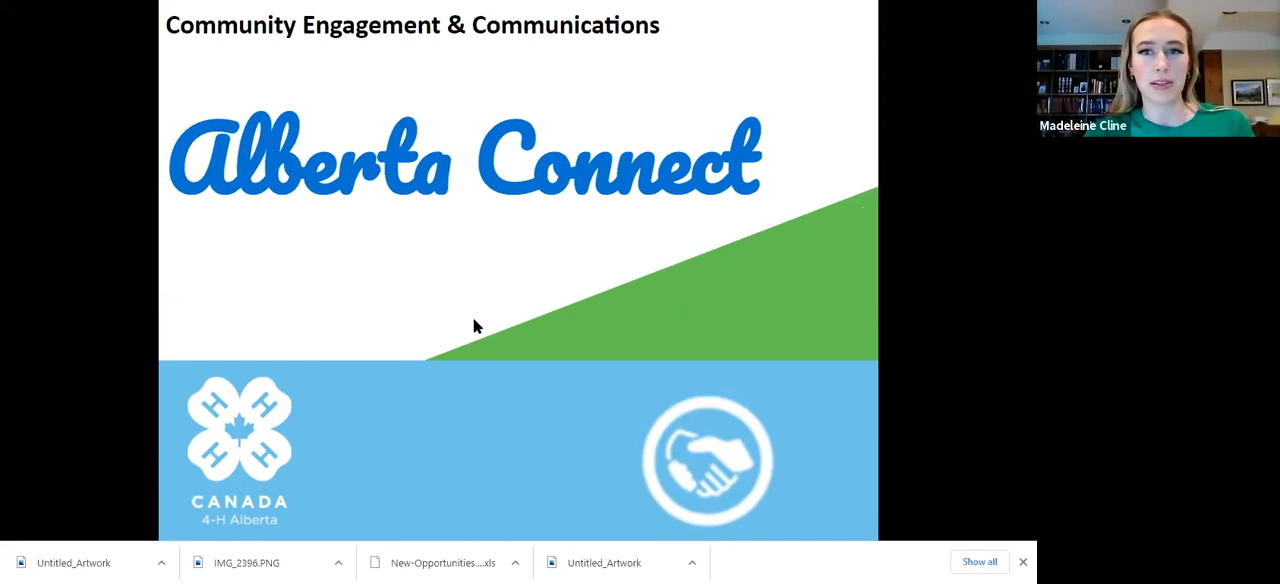 Community Engagement & Communications
Madeleine Cline
Alberta Connect
H H
H H
CANADA
4-H Alberta
Untitled_Artwork
IMG_2396.PNG
New-Opportunities....xls
Untitled_Artwork
Show all